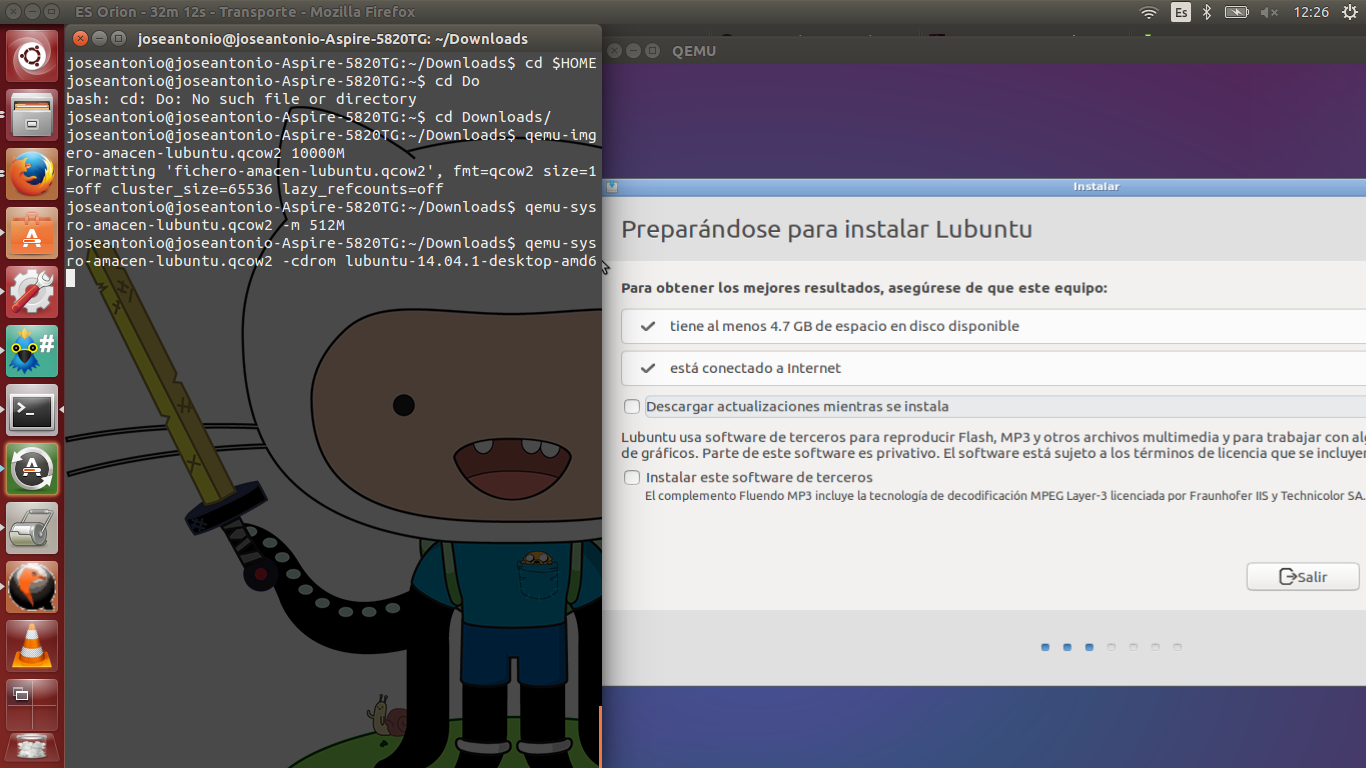 ES Orion - 32m 12s - Transporte - Mozilla Firefox
Es
12:26
joseantonio@joseantonio-Aspire-5820TG: ~/Downloads
joseantonio@joseantonio-Aspire-5820TG:~/Downloads$ cd $HOME
joseantonio@joseantonio-Aspire-5820TG:~$ cd Do
bash: cd: Do: No such file or directory
joseantonio@joseantonio-Aspire-5820TG:~$ cd Downloads/
joseantonio@joseantonio-Aspire-5820TG:~/Downloads$ qemu-img
ero-amacen-lubuntu.qcow2 10000M
Formatting 'fichero-amacen-lubuntu.qcow2', fmt=qcow2 size=1
=off cluster_size=65536 lazy_refcounts=off
joseantonio@joseantonio-Aspire-5820TG:~/Downloads$ qemu-sys
ro-amacen-lubuntu.qcow2 -m 512M
joseantonio@joseantonio-Aspire-5820TG:~/Downloads$ qemu-sys
ro-amacen-lubuntu.qcow2 -cdrom lubuntu-14.04.1-desktop-amd6
QEMU
Instalar
Preparándose para instalar Lubuntu
Para obtener los mejores resultados, asegúrese de que este equipo:
tiene al menos 4.7 GB de espacio en disco disponible
está conectado a Internet
Descargar actualizaciones mientras se instala
Lubuntu usa software de terceros para reproducir Flash, MP3 y otros archivos multimedia y para trabajar con alg
de gráficos. Parte de este software es privativo. El software está sujeto a los términos de licencia que se incluyen
Instalar este software de terceros
El complemento Fluendo MP3 incluye la tecnología de decodificación MPEG Layer-3 licenciada por Fraunhofer IIS y Technicolor SA.
Salir